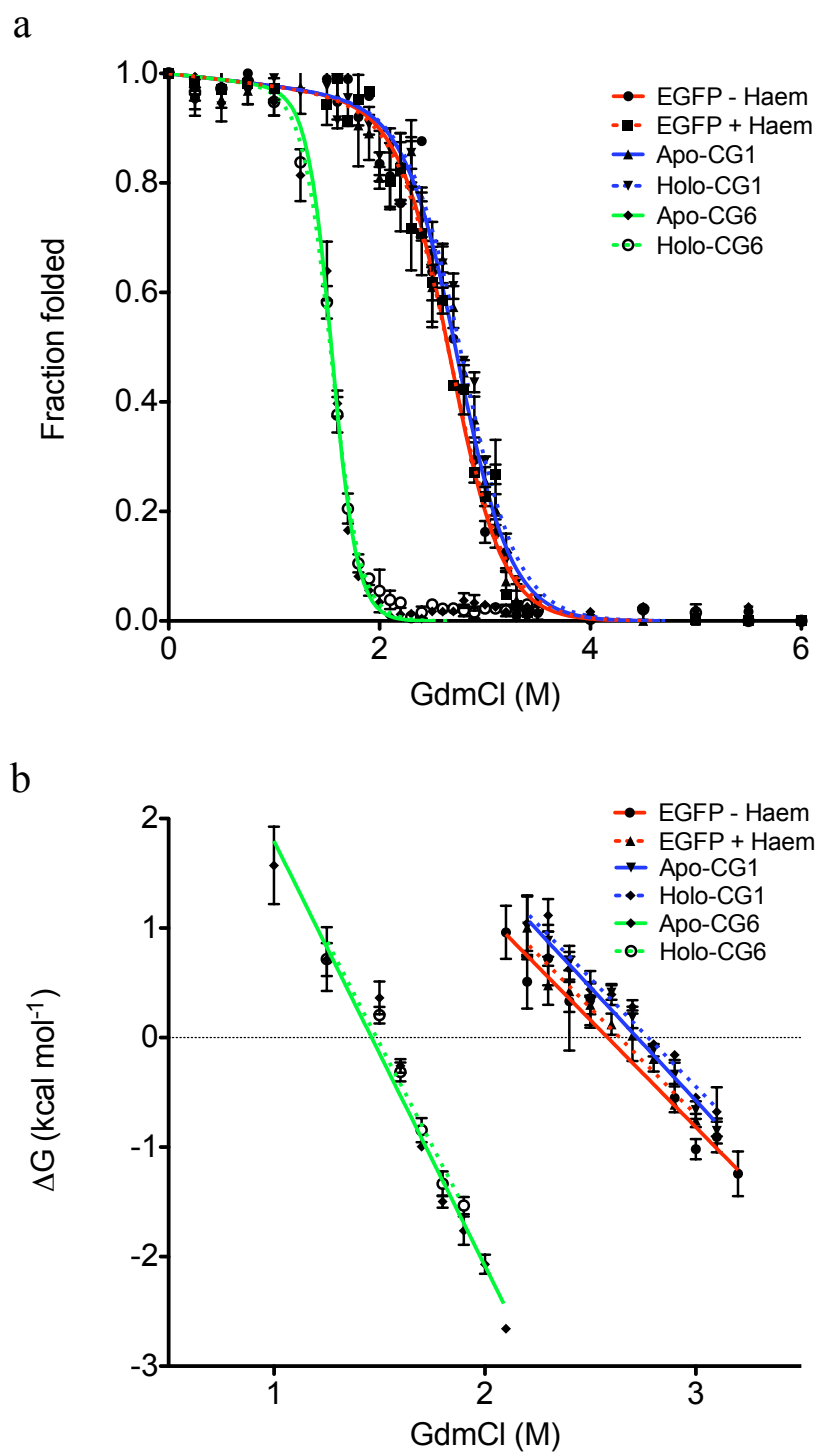 a
1.0
0.8
0.6
0.4
0.2
0.0
Fraction folded
0 2 4 6
GdmCl (M)
EGFP - Haem
EGFP + Haem
Apo-CG1
Holo-CG1
Apo-CG6
Holo-CG6
b
2
1
0
-1
-2
-3
ΔG (kcal mol⁻¹)
1 2 3
GdmCl (M)
EGFP - Haem
EGFP + Haem
Apo-CG1
Holo-CG1
Apo-CG6
Holo-CG6